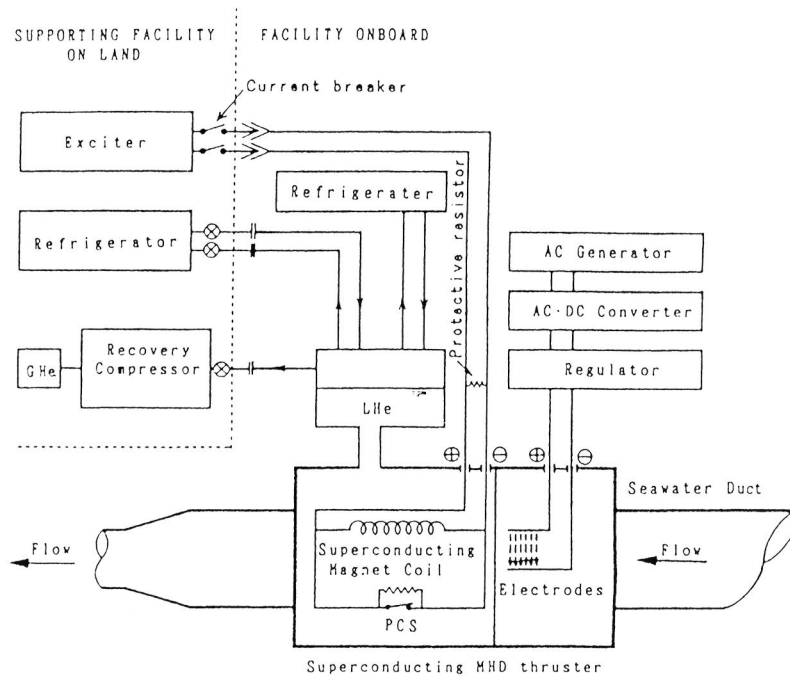 SUPPORTING FACILITY
ON LAND
FACILITY ONBOARD
Current breaker
Exciter
Refrigerater
Protective rasistor
Refrigerator
AC Generator
AC·DC Converter
Regulator
Recovery
Compressor
GHe
LHe
⊕ ⊖ ⊕ ⊖
Seawater Duct
Flow
Superconducting
Magnet Coil
Flow
Electrodes
PCS
Superconducting MHD thruster